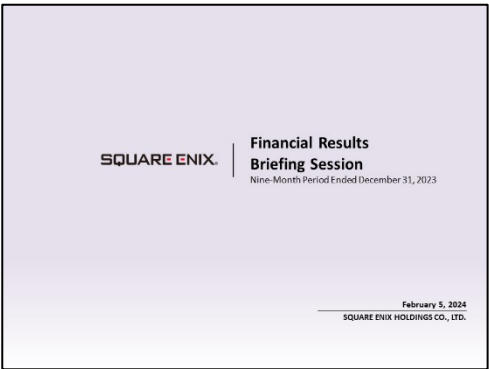 SQUARE ENIX.
Financial Results
Briefing Session
Nine-Month Period Ended December 31, 2023
February 5, 2024
SQUARE ENIX HOLDINGS CO., LTD.